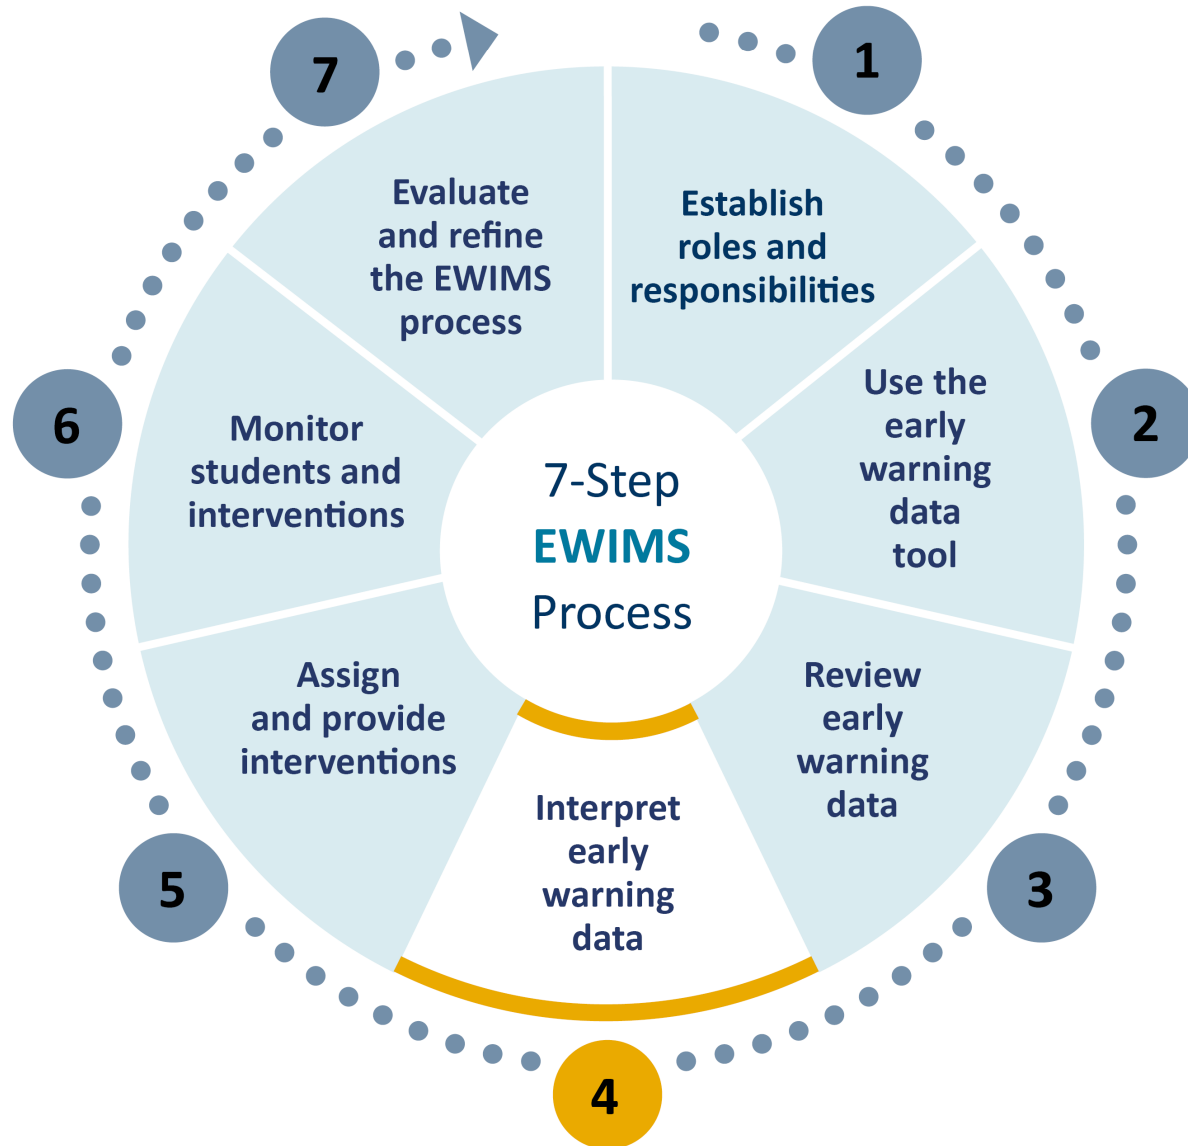 7-Step
EWIMS
Process
1
Establish
roles and
responsibilities
2
Use the
early
warning
data
tool
3
Review
early
warning
data
4
Interpret
early
warning
data
5
Assign
and provide
interventions
6
Monitor
students and
interventions
7
Evaluate
and refine
the EWIMS
process